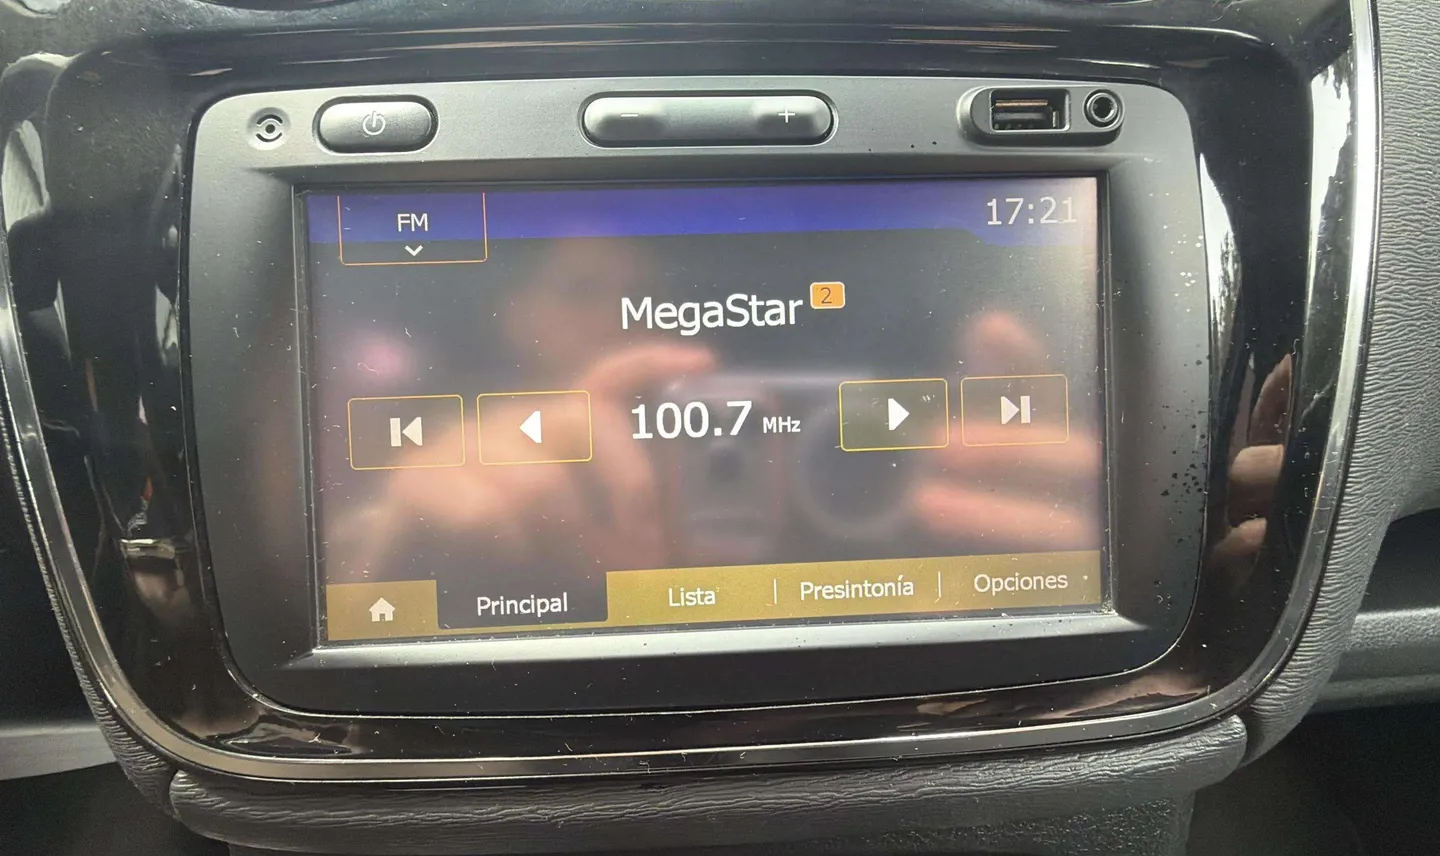 FM
17:21
MegaStar 2
100.7 MHz
Principal
Lista
Presintonía
Opciones